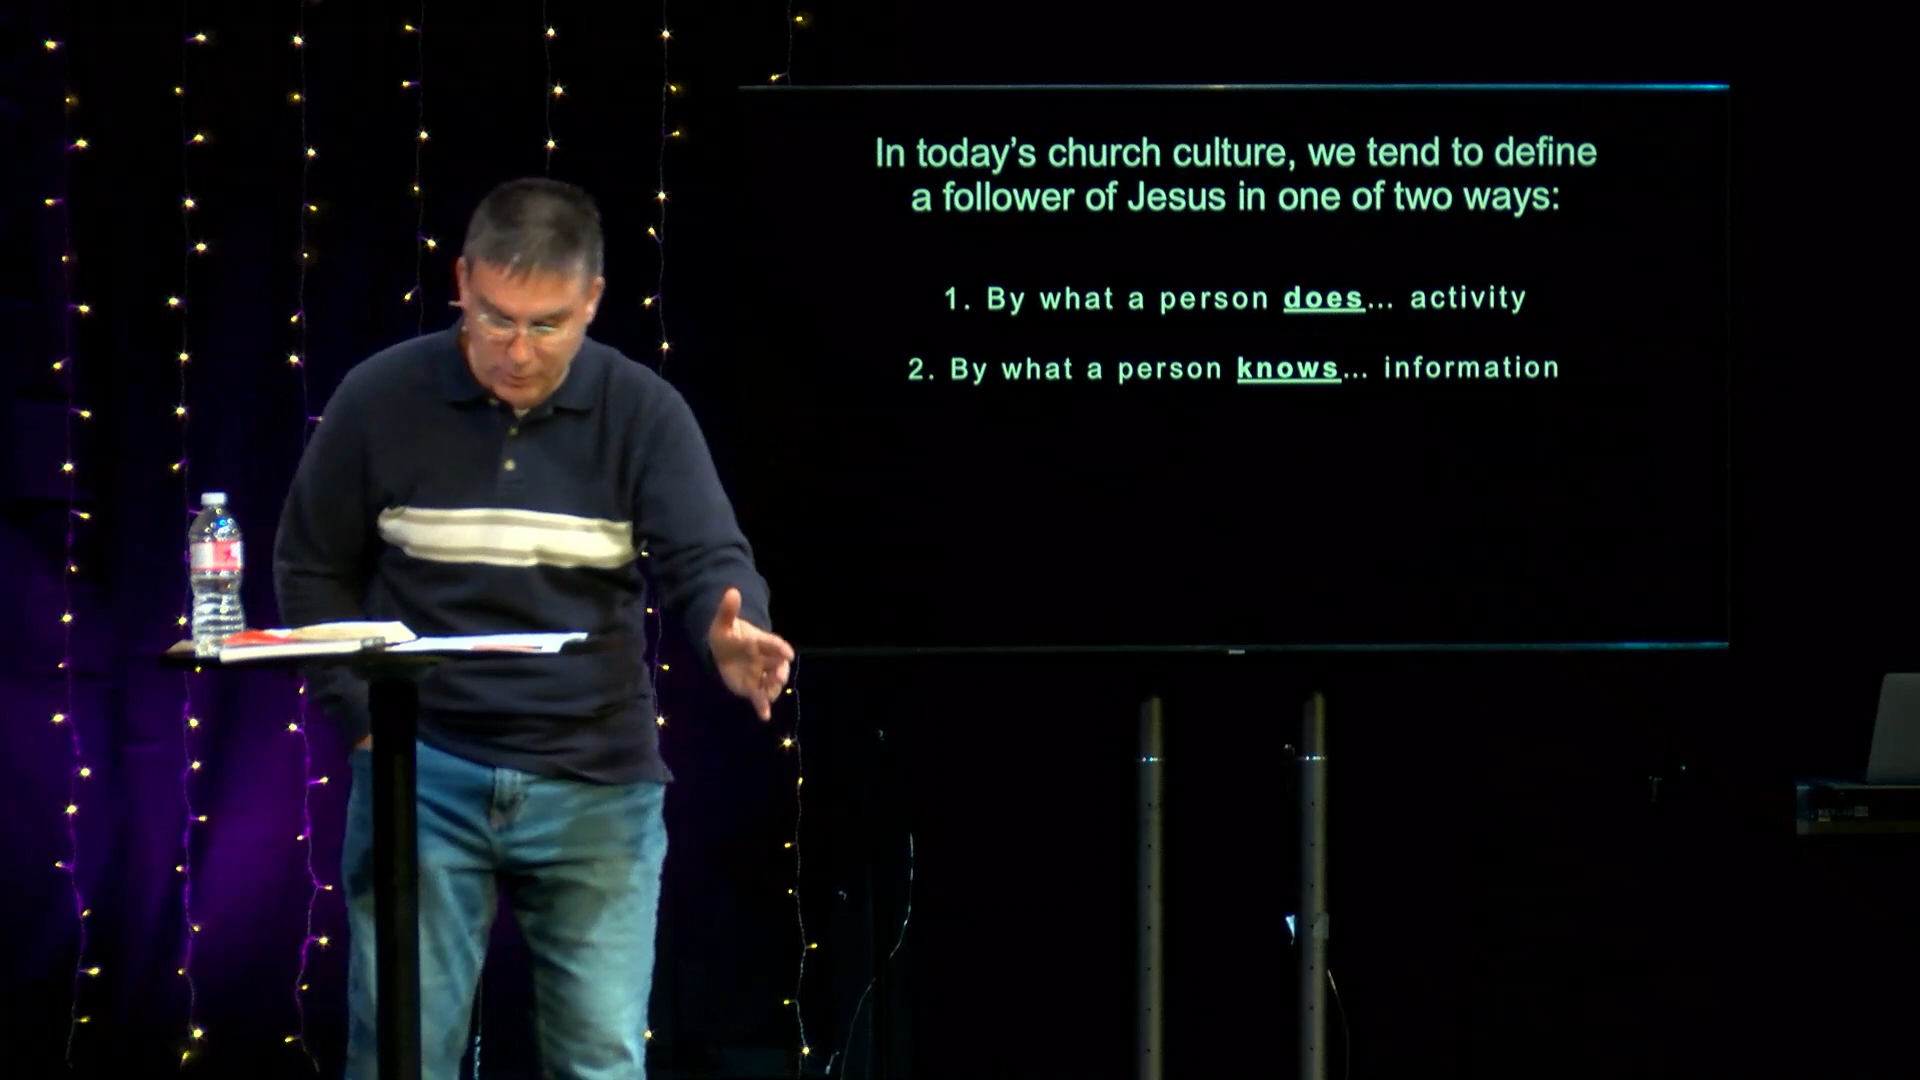 In today's church culture, we tend to define
a follower of Jesus in one of two ways:
1. By what a person does... activity
2. By what a person knows... information